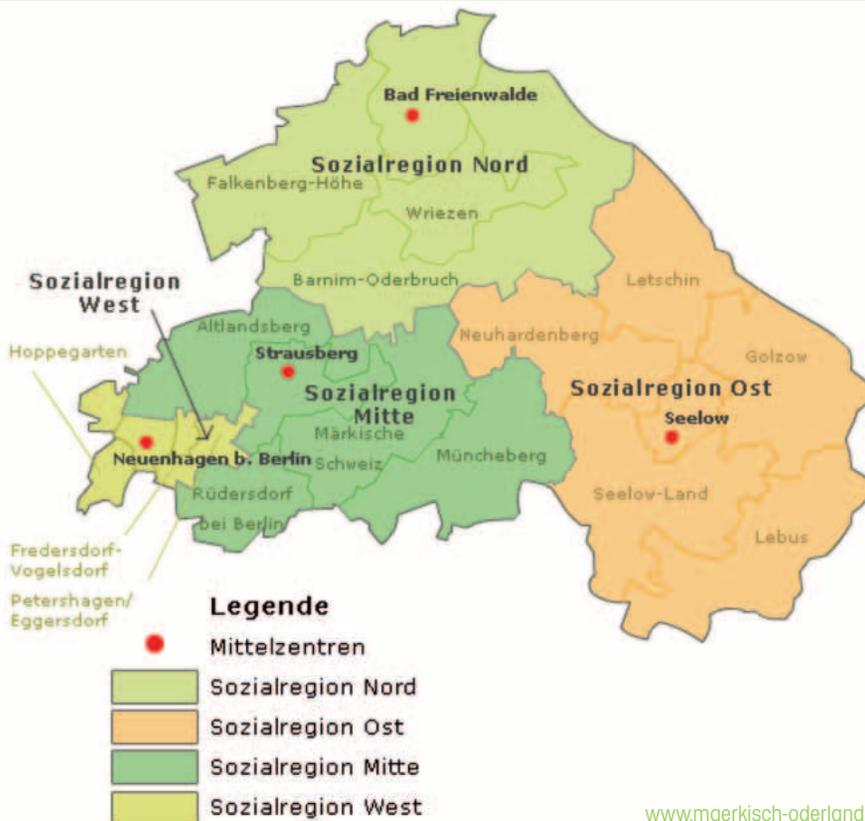 Bad Freienwalde
Sozialregion Nord
Falkenberg-Höhe
Wriezen
Barnim-Oderbruch
Sozialregion
West
Letschin
Altlandsberg
Neuhardenberg
Hoppegarten
Strausberg
Golzow
Sozialregion
Mitte
Sozialregion Ost
Seelow
Märkische
Schweiz
Müncheberg
Neuenhagen b. Berlin
Rüdersdorf
bei Berlin
Seelow-Land
Lebus
Fredersdorf-
Vogelsdorf
Petershagen/
Eggersdorf
Legende
Mittelzentren
Sozialregion Nord
Sozialregion Ost
Sozialregion Mitte
Sozialregion West
www.maerkisch-oderland